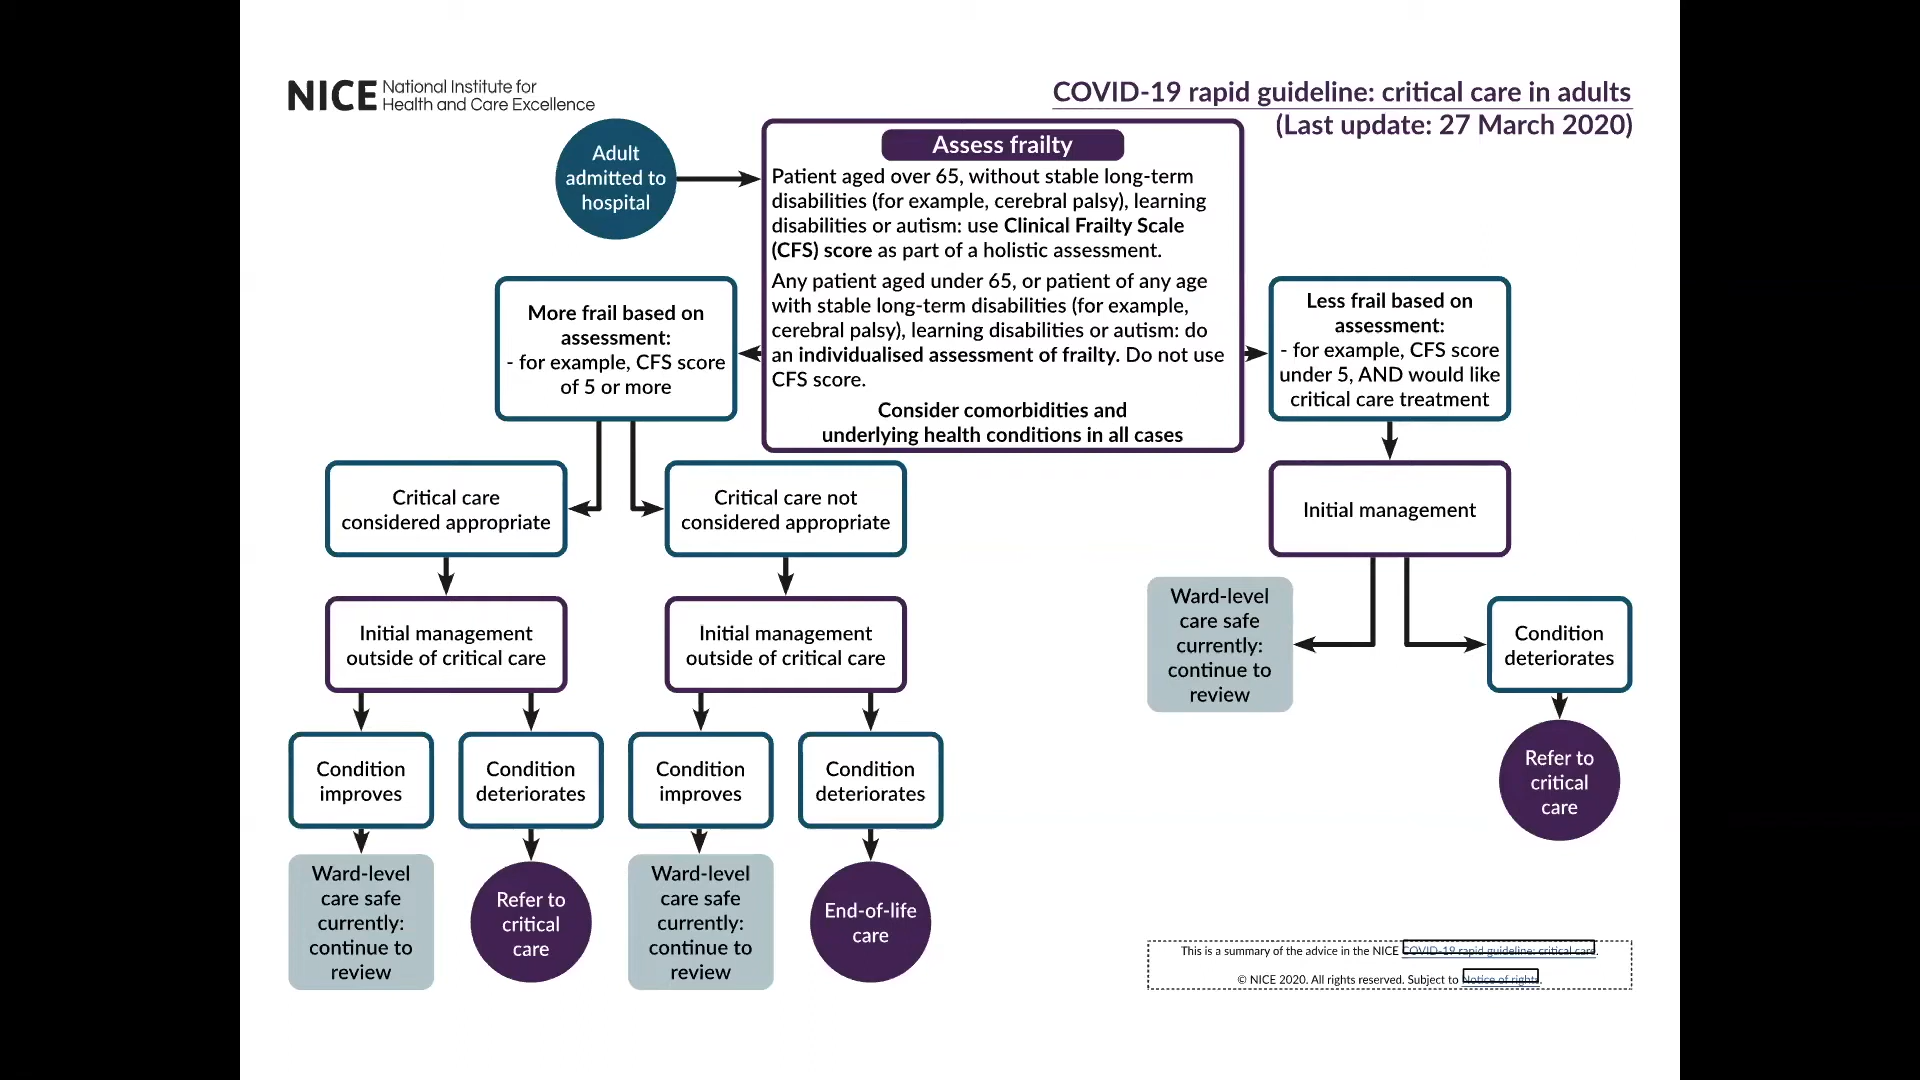 NICE National Institute for
Health and Care Excellence
COVID-19 rapid guideline: critical care in adults
(Last update: 27 March 2020)
Adult
admitted to
hospital
Assess frailty
Patient aged over 65, without stable long-term
disabilities (for example, cerebral palsy), learning
disabilities or autism: use Clinical Frailty Scale
(CFS) score as part of a holistic assessment.
Any patient aged under 65, or patient of any age
with stable long-term disabilities (for example,
cerebral palsy), learning disabilities or autism: do
an individualised assessment of frailty. Do not use
CFS score.
Consider comorbidities and
underlying health conditions in all cases
More frail based on
assessment:
- for example, CFS score
of 5 or more
Less frail based on
assessment:
- for example, CFS score
under 5, AND would like
critical care treatment
Critical care
considered appropriate
Critical care not
considered appropriate
Initial management
Initial management
outside of critical care
Initial management
outside of critical care
Ward-level
care safe
currently:
continue to
review
Condition
deteriorates
Refer to
critical
care
Condition
improves
Condition
deteriorates
Condition
improves
Condition
deteriorates
Ward-level
care safe
currently:
continue to
review
Refer to
critical
care
Ward-level
care safe
currently:
continue to
review
End-of-life
care
This is a summary of the advice in the NICE COVID-19 rapid guideline: critical care.
© NICE 2020. All rights reserved. Subject to Notice of rights.